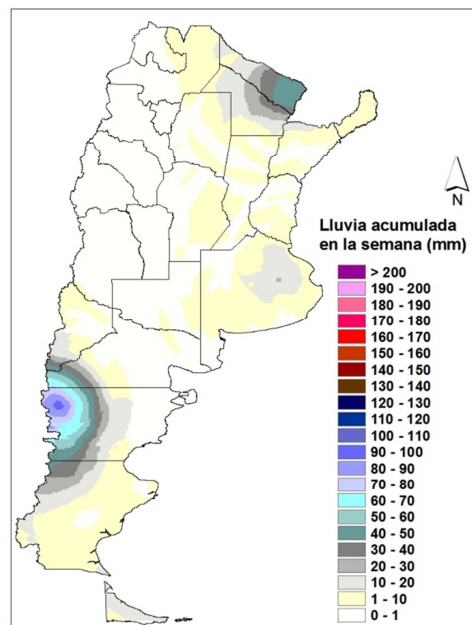 N
Lluvia acumulada
en la semana (mm)
> 200
190 - 200
180 - 190
170 - 180
160 - 170
150 - 160
140 - 150
130 - 140
120 - 130
110 - 120
100 - 110
90 - 100
80 - 90
70 - 80
60 - 70
50 - 60
40 - 50
30 - 40
20 - 30
10 - 20
1 - 10
0 - 1